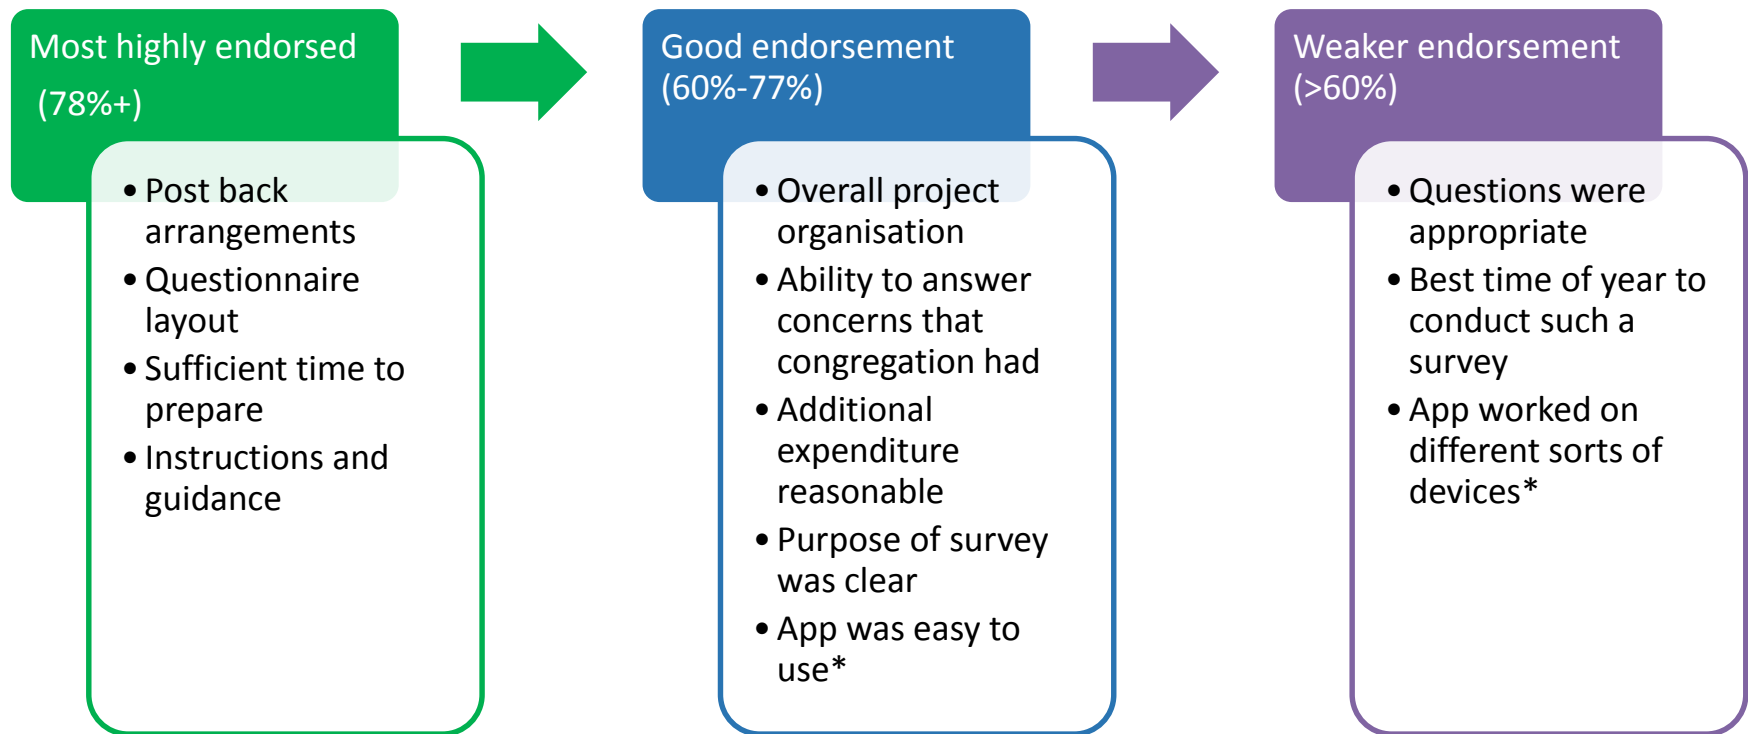 Most highly endorsed
(78%+)
• Post back
arrangements
• Questionnaire
layout
• Sufficient time to
prepare
• Instructions and
guidance
Good endorsement
(60%-77%)
• Overall project
organisation
• Ability to answer
concerns that
congregation had
• Additional
expenditure
reasonable
• Purpose of survey
was clear
• App was easy to
use*
Weaker endorsement
(>60%)
• Questions were
appropriate
• Best time of year to
conduct such a
survey
• App worked on
different sorts of
devices*